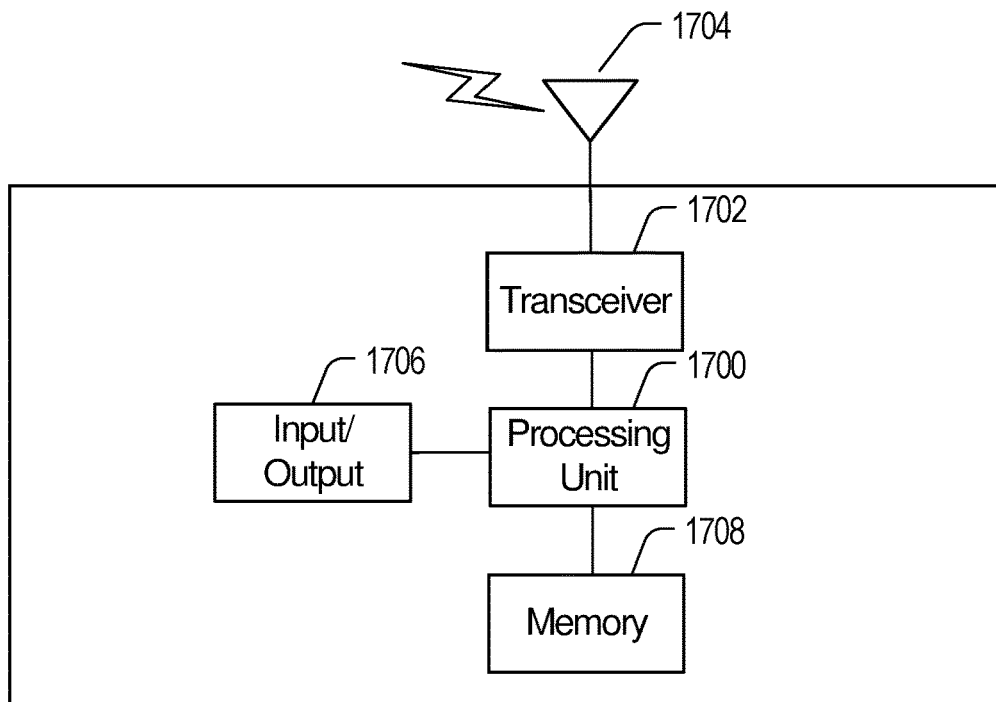 1704
1702
Transceiver
1706
1700
Input/
Output
Processing
Unit
1708
Memory